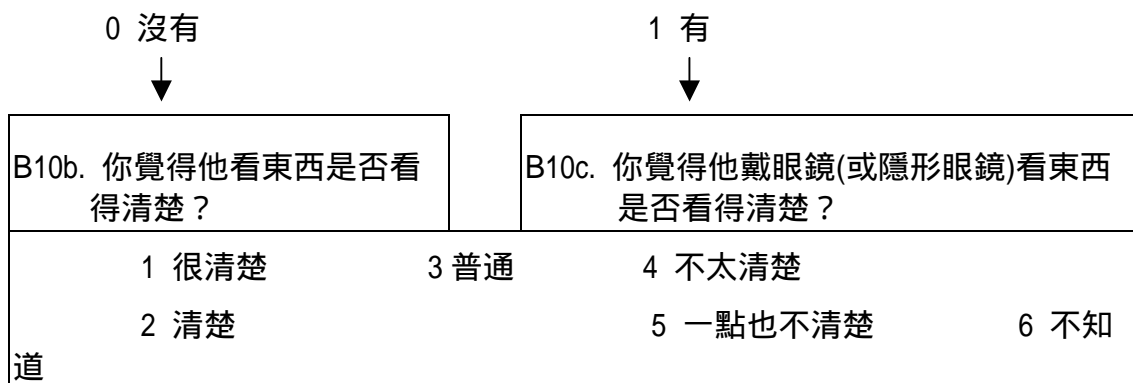 0 沒有
1 有
B10b. 你覺得他看東西是否看
得清楚？
B10c. 你覺得他戴眼鏡(或隱形眼鏡)看東西
是否看得清楚？
1 很清楚 3 普通 4 不太清楚
2 清楚 5 一點也不清楚 6 不知
道